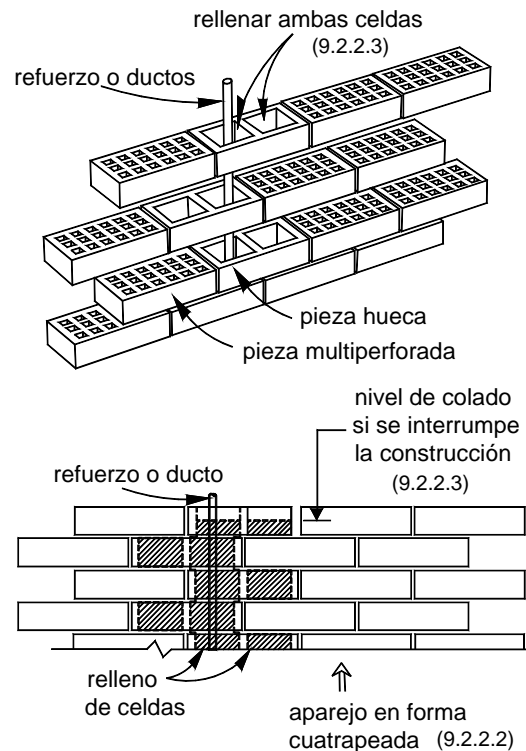 rellenar ambas celdas
(9.2.2.3)
refuerzo o ductos
pieza hueca
pieza multiperforada
nivel de colado
si se interrumpe
la construcción
(9.2.2.3)
refuerzo o ducto
relleno
de celdas
aparejo en forma
cuatrapeada (9.2.2.2)